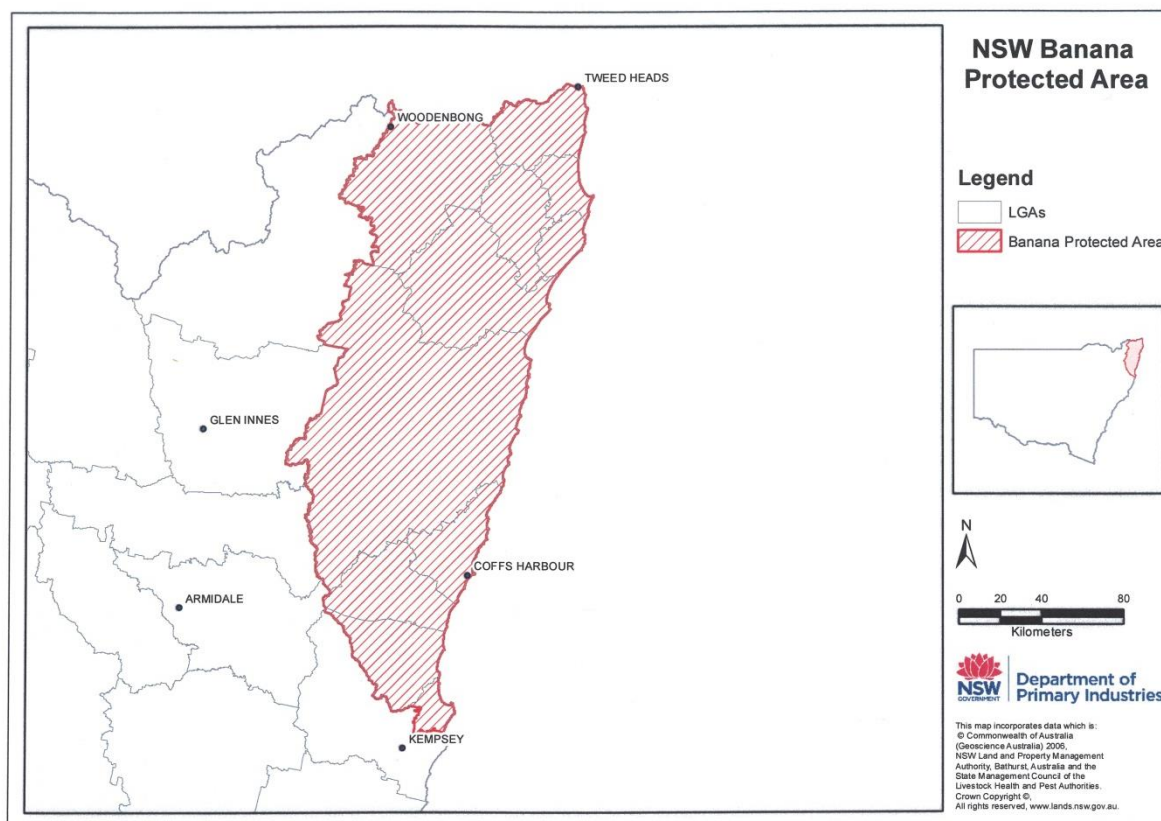 NSW Banana
Protected Area
TWEED HEADS
WOODENBONG
GLEN INNES
COFFS HARBOUR
ARMIDALE
KEMPSEY
Legend
LGAs
Banana Protected Area
N
0 20 40 80
Kilometers
NSW
GOVERNMENT
Department of
Primary Industries
This map incorporates data which is:
© Commonwealth of Australia
(Geoscience Australia) 2006,
NSW Land and Property Management
Authority, Bathurst, Australia and the
State Management Council of the
Livestock Health and Pest Authorities.
Crown Copyright ©,
All rights reserved, www.lands.nsw.gov.au.